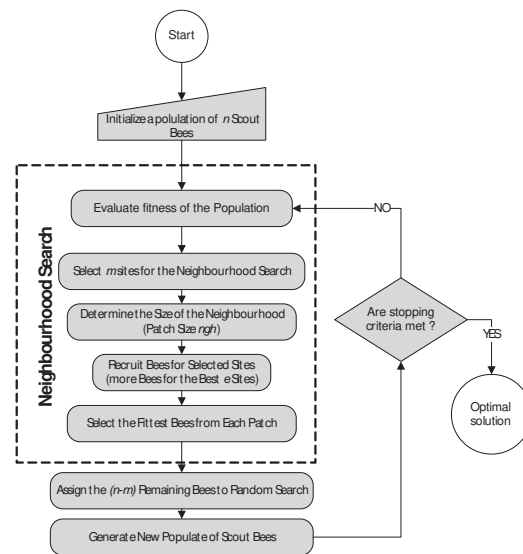 Start
Initialize a polulation of n Scout
Bees
Neighbourhoood Search
Evaluate fitness of the Population
Select m sites for the Neighbourhood Search
Determine the Size of the Neighbourhood
(Patch Size ngh)
Recruit Bees for Selected Sites
(more Bees for the Best e Sites)
Select the Fittest Bees from Each Patch
Assign the (n-m) Remaining Bees to Random Search
Generate New Populate of Scout Bees
NO
Are stopping
criteria met ?
YES
Optimal
solution